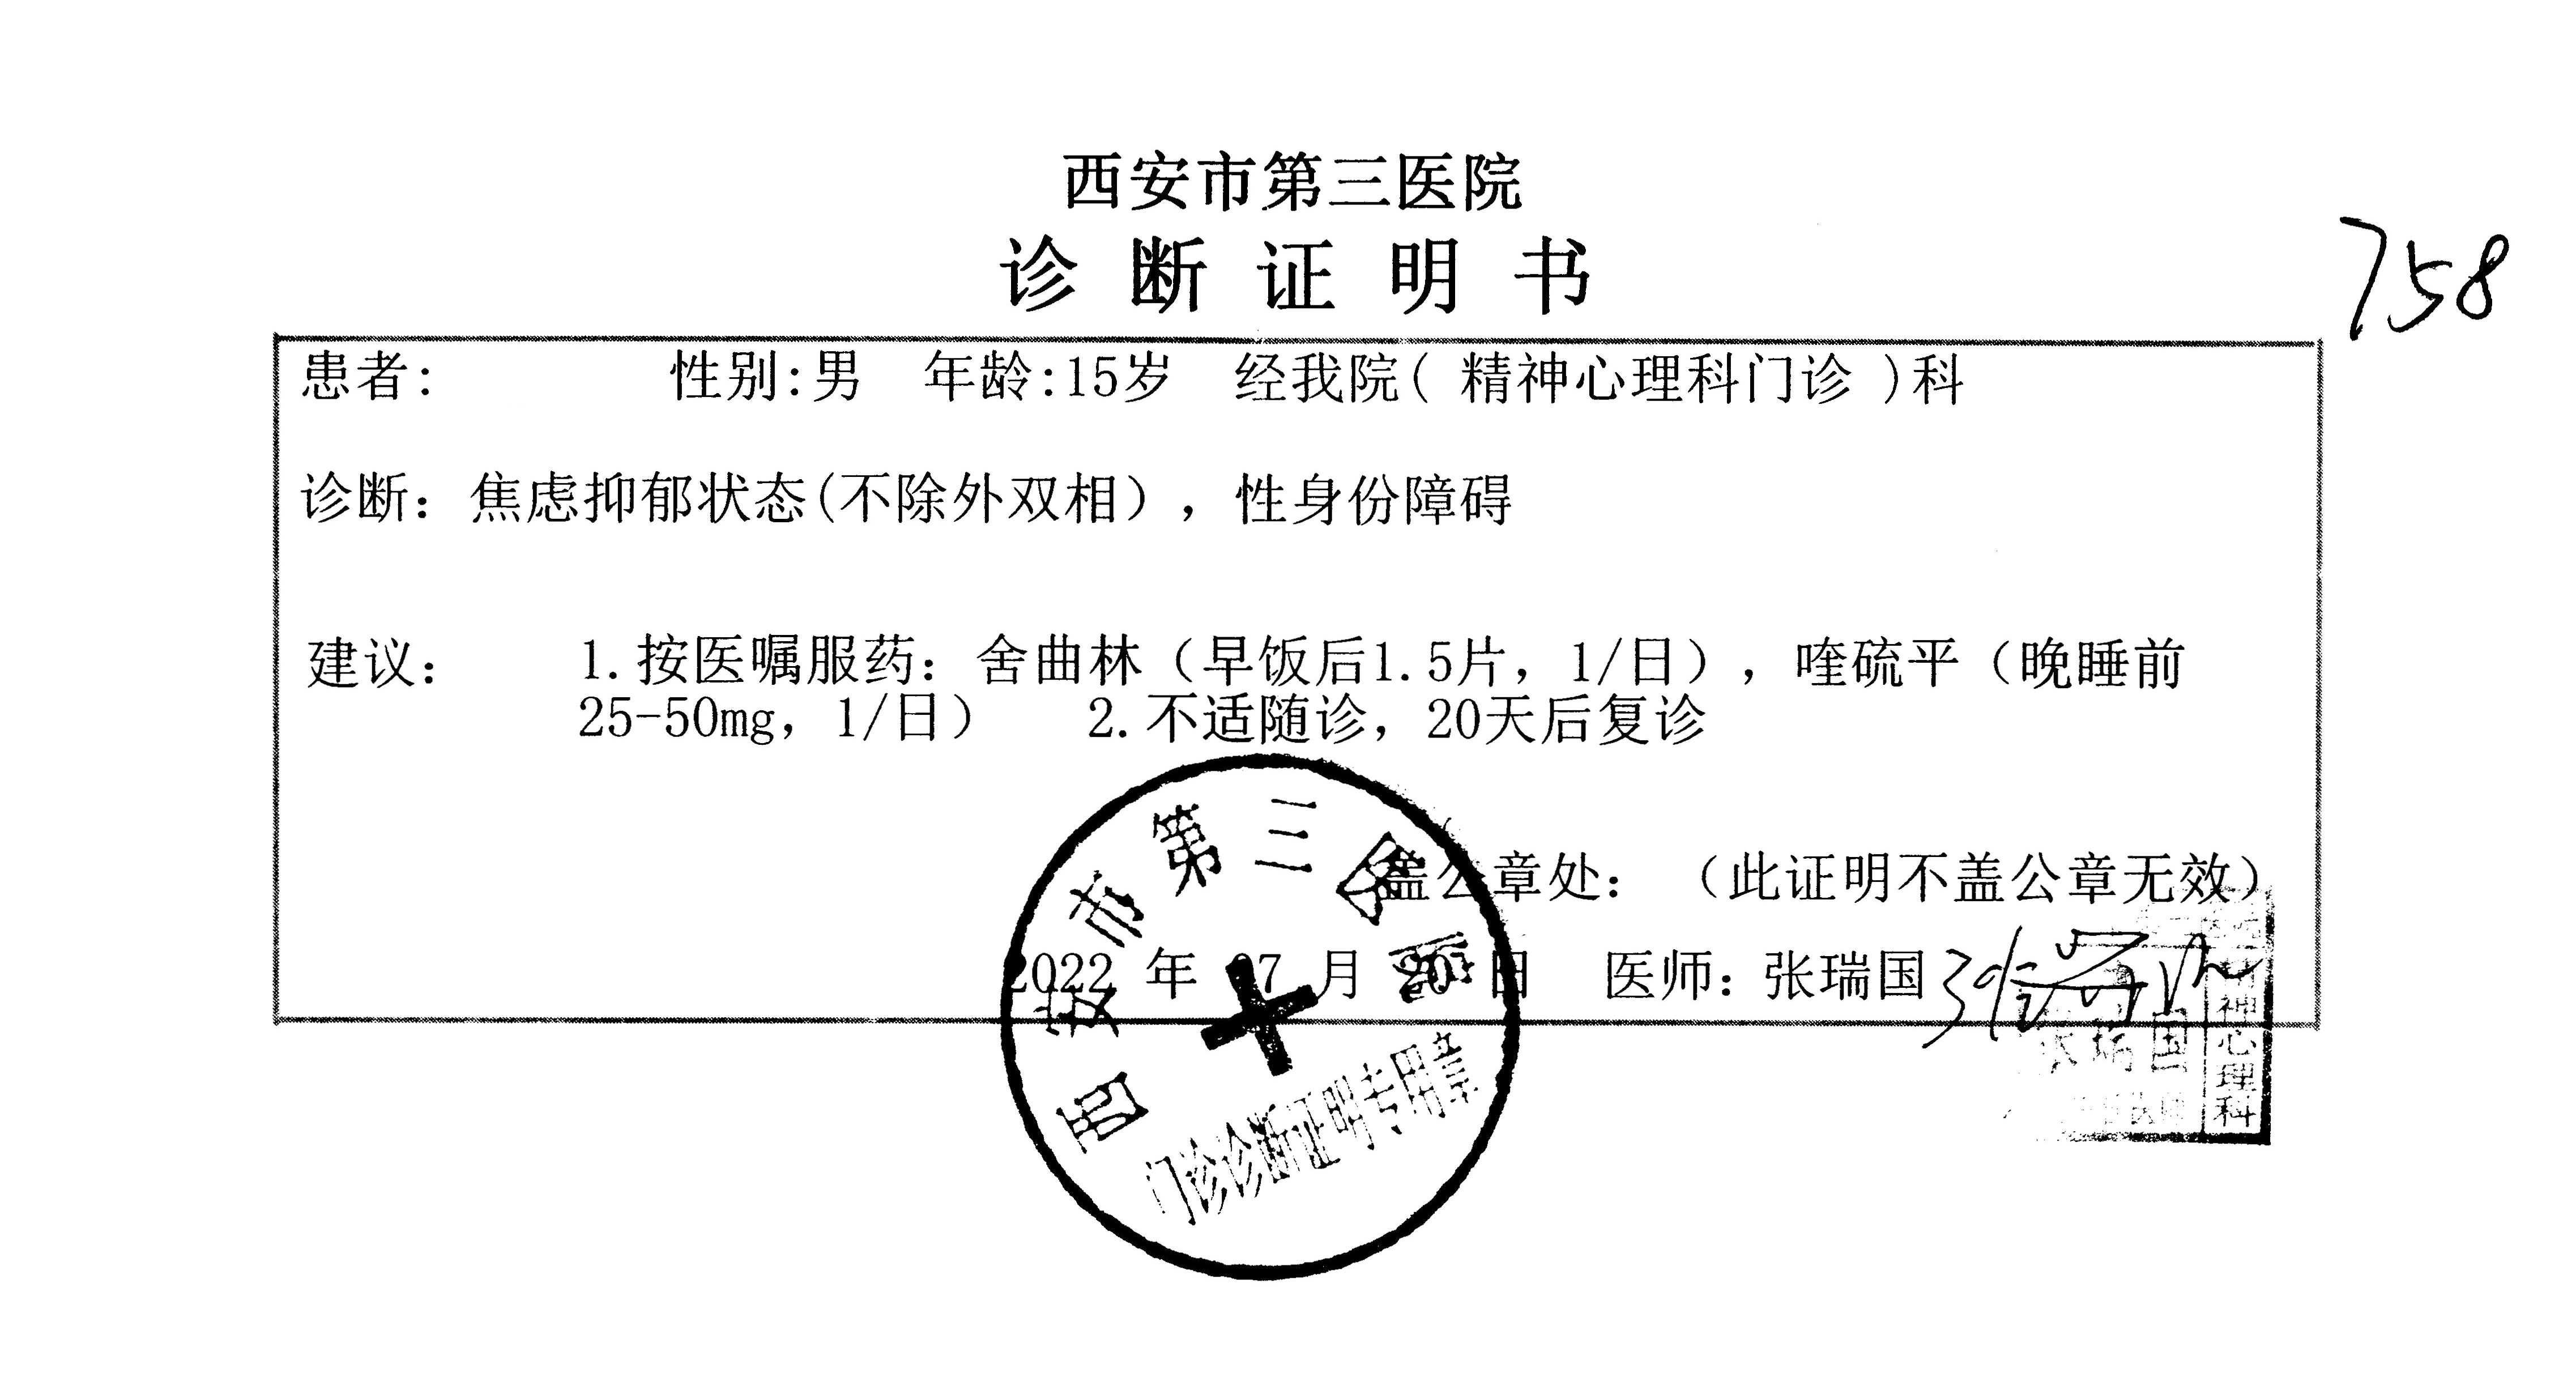 西安市第三医院
诊断证明书
758
患者: 性别:男 年龄:15岁 经我院( 精神心理科门诊 )科
诊断：焦虑抑郁状态(不除外双相），性身份障碍
建议： 1.按医嘱服药：舍曲林（早饭后1.5片，1/日），喹硫平（晚睡前
25-50mg，1/日） 2.不适随诊，20天后复诊
盖公章处： （此证明不盖公章无效）
2022 年 07 月 20 日 医师：张瑞国
西安市第三医院
门诊诊断证明专用章
张瑞国
神心理科